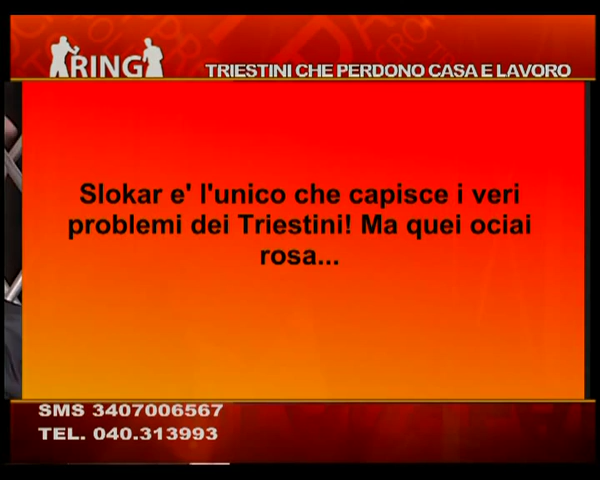 RING
TRIESTINI CHE PERDONO CASA E LAVORO
Slokar e' l'unico che capisce i veri
problemi dei Triestini! Ma quei ociai
rosa...
SMS 3407006567
TEL. 040.313993